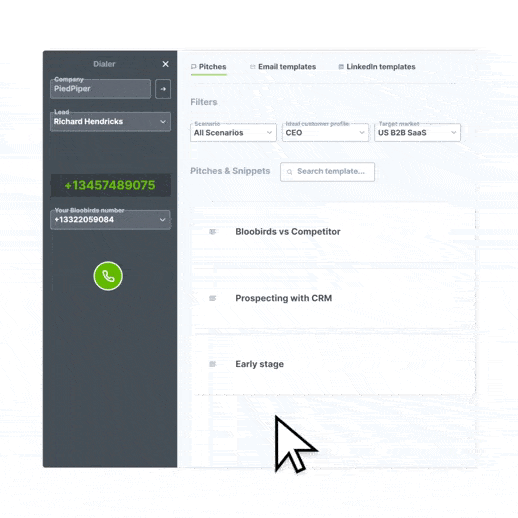 Dialer
Company
PiedPiper
Lead
Richard Hendricks
+13457489075
Your Bloobirds number
+13322059084
Pitches
Email templates
LinkedIn templates
Filters
Scenario
All Scenarios
Ideal customer profile
CEO
Target market
US B2B SaaS
Pitches & Snippets
Search template...
Bloobirds vs Competitor
Prospecting with CRM
Early stage